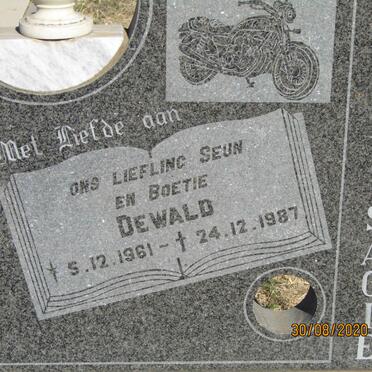 Met Liefde aan
ONS LIEFLING SEUN
EN BOETIE
DEWALD
* 5.12.1961 - † 24.12.1987
30/08/2020